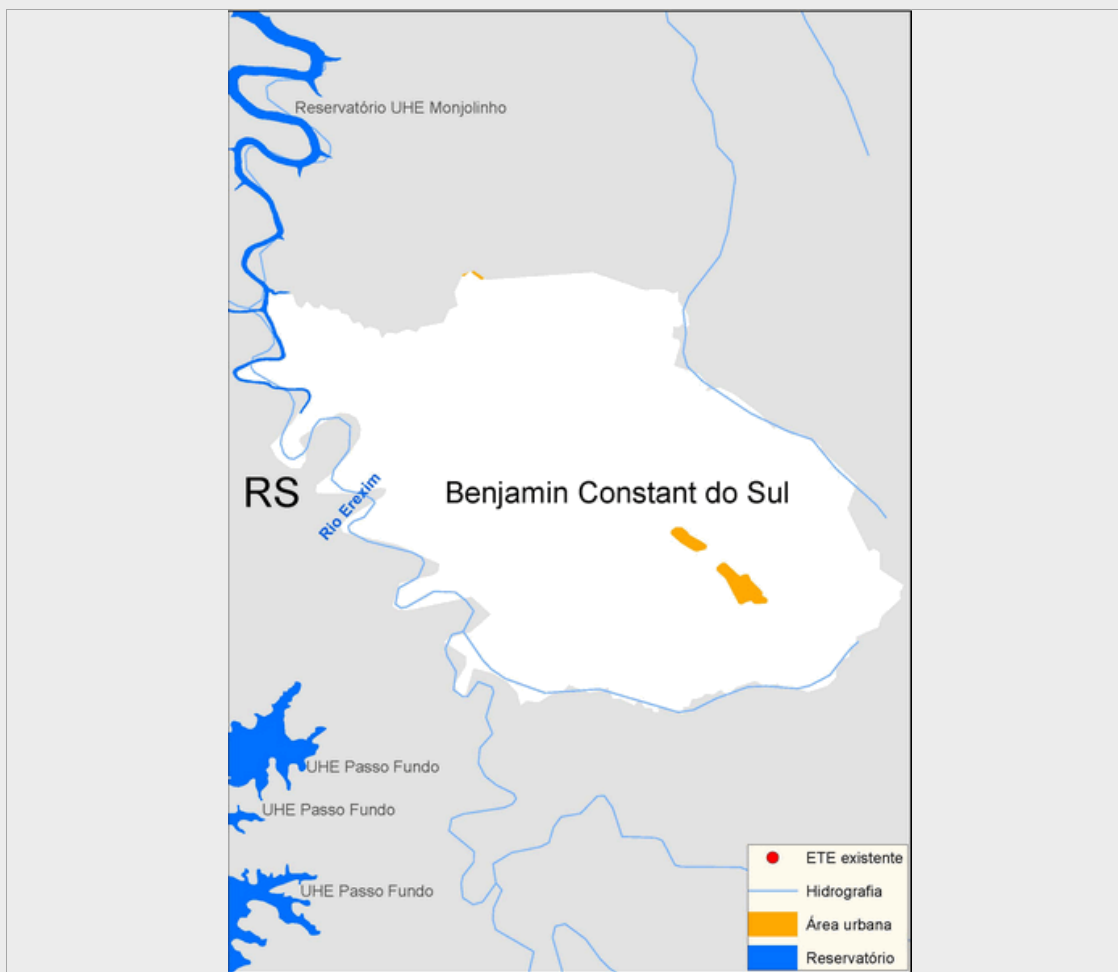 Reservatório UHE Monjolinho
RS
Rio Erexim
Benjamin Constant do Sul
UHE Passo Fundo
UHE Passo Fundo
UHE Passo Fundo
ETE existente
Hidrografia
Área urbana
Reservatório